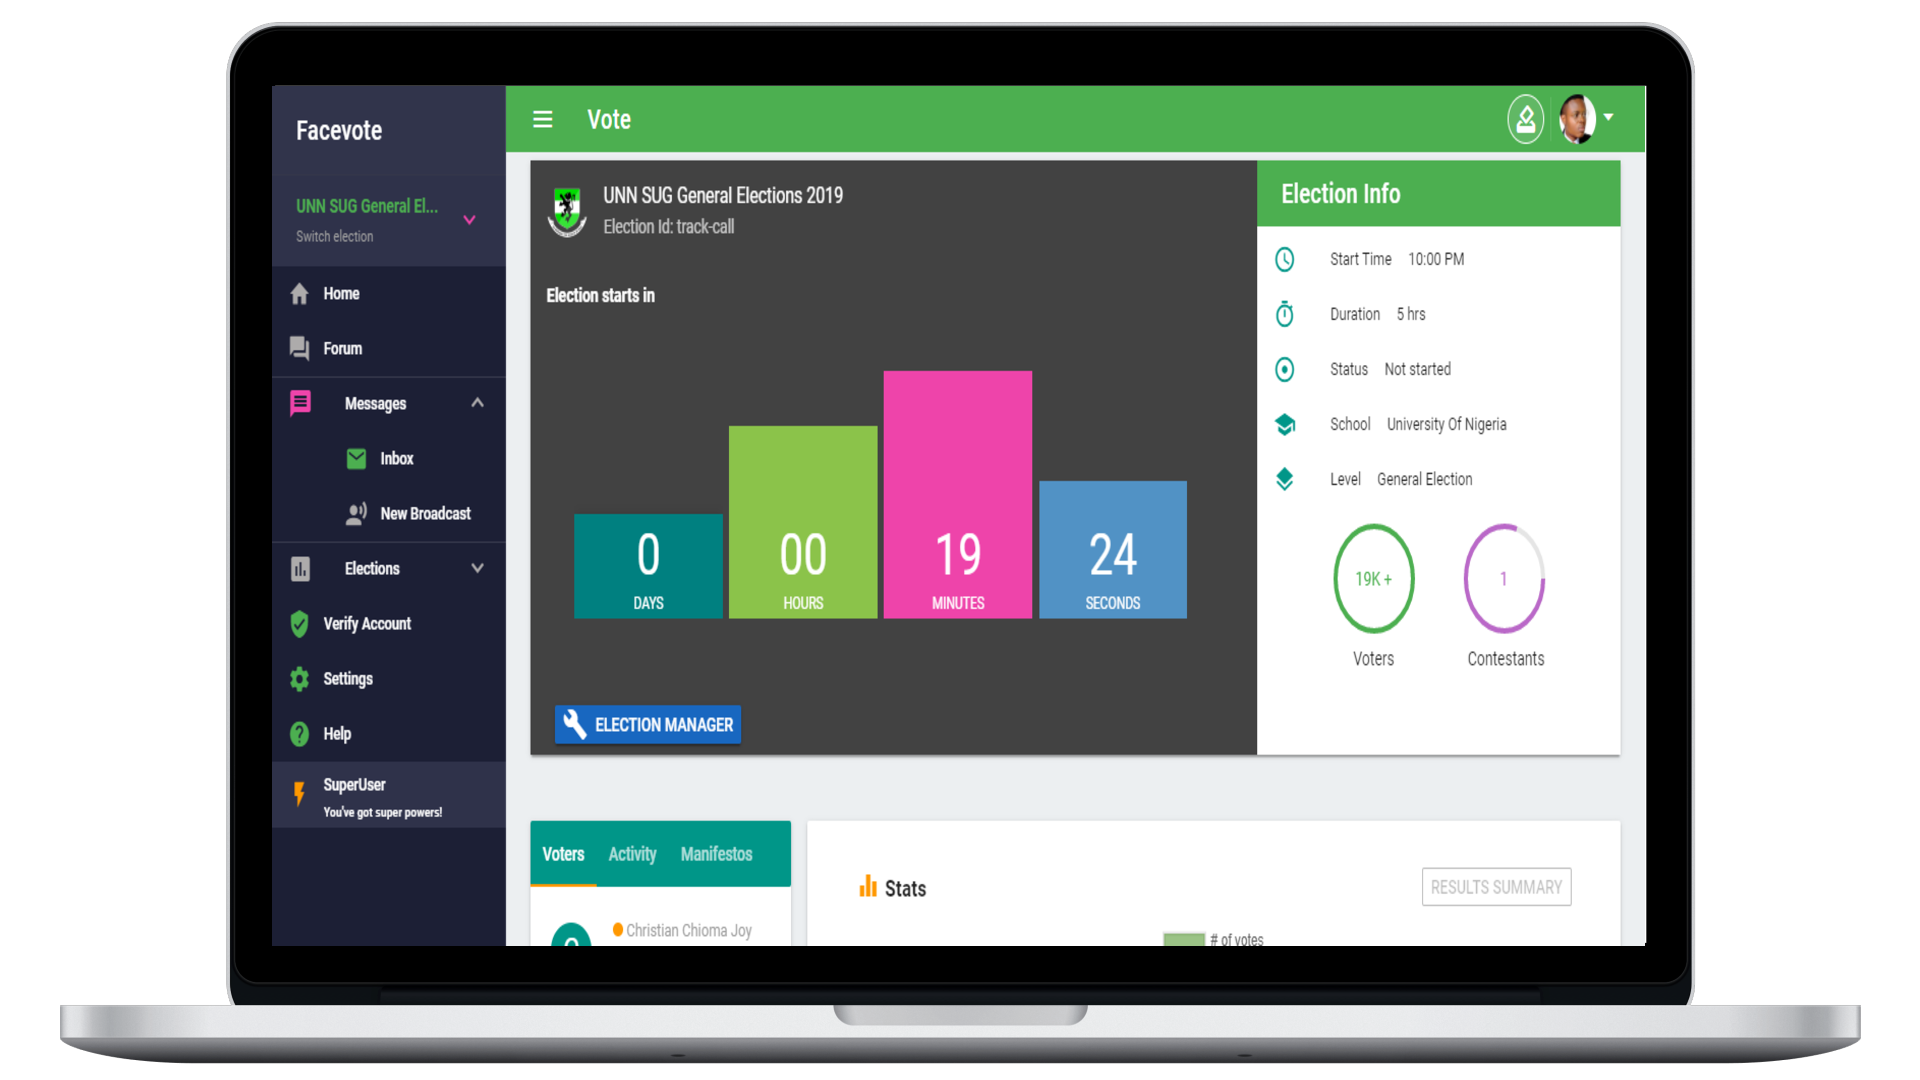 Facevote
Vote
UNN SUG General El...
Switch election
Home
Forum
Messages
Inbox
New Broadcast
Elections
Verify Account
Settings
Help
SuperUser
You've got super powers!
UNN SUG General Elections 2019
Election Id: track-call
Election starts in
0
DAYS
00
HOURS
19
MINUTES
24
SECONDS
ELECTION MANAGER
Election Info
Start Time 10:00 PM
Duration 5 hrs
Status Not started
School University Of Nigeria
Level General Election
19K +
Voters
1
Contestants
Voters Activity Manifestos
Christian Chioma Joy
Stats
RESULTS SUMMARY
# of votes